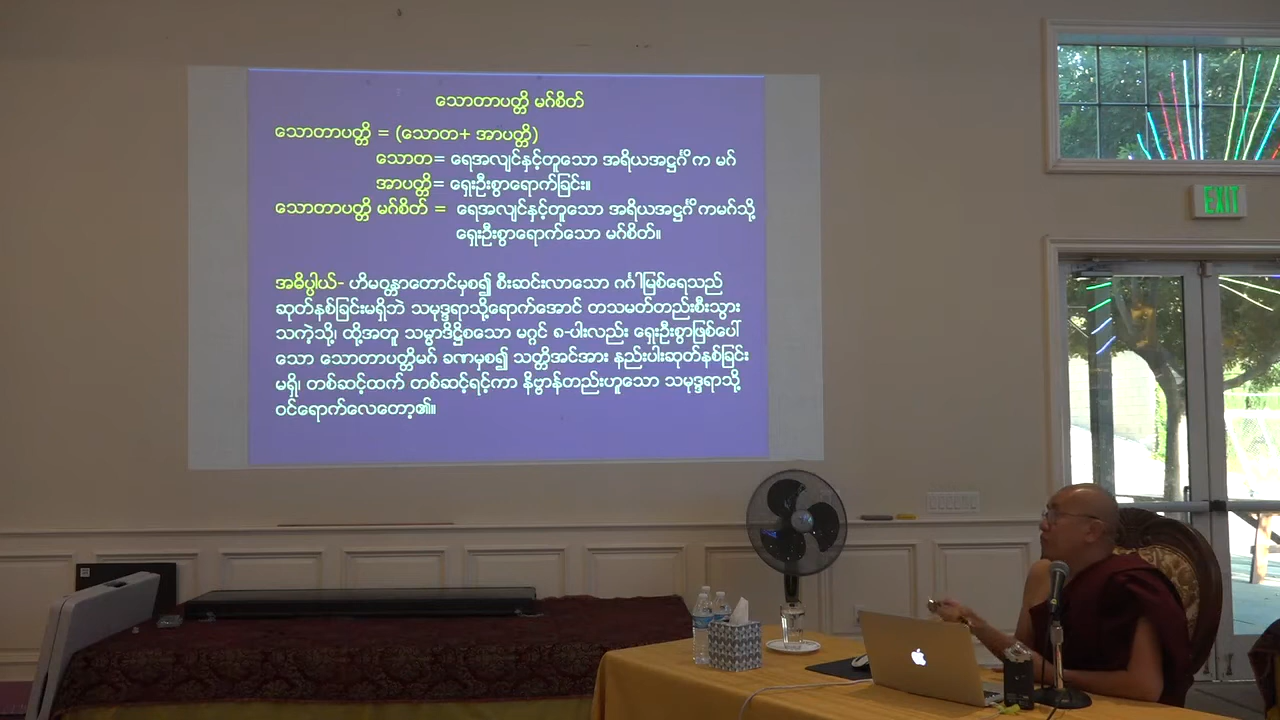 သောတာပတ္တိ မဂ်စိတ်
သောတာပတ္တိ = (သောတ+ အာပတ္တိ)
သောတ= ရေအလျင်နှင့်တူသော အရိယအဋ္ဌင်္ဂိက မဂ်
အာပတ္တိ= ရှေးဦးစွာရောက်ခြင်း။
သောတာပတ္တိ မဂ်စိတ် = ရေအလျင်နှင့်တူသော အရိယအဋ္ဌင်္ဂိကမဂ်သို့
ရှေးဦးစွာရောက်သော မဂ်စိတ်။
အဓိပ္ပါယ်- ဟိမဝန္တာတောင်မှစ၍ စီးဆင်းလာသော ဂင်္ဂါမြစ်ရေသည်
ဆုတ်နစ်ခြင်းမရှိဘဲ သမုဒ္ဒရာသို့ရောက်အောင် တသမတ်တည်းစီးသွား
သကဲ့သို့၊ ထို့အတူ သမ္မာဒိဋ္ဌိစသော မဂ္ဂင် ၈-ပါးလည်း ရှေးဦးစွာဖြစ်ပေါ်
သော သောတာပတ္တိမဂ် ခဏမှစ၍ သတ္တိအင်အား နည်းပါးဆုတ်နစ်ခြင်း
မရှိ၊ တစ်ဆင့်ထက် တစ်ဆင့်ရင့်ကာ နိဗ္ဗာန်တည်းဟူသော သမုဒ္ဒရာသို့
ဝင်ရောက်လေတော့၏။
EXIT